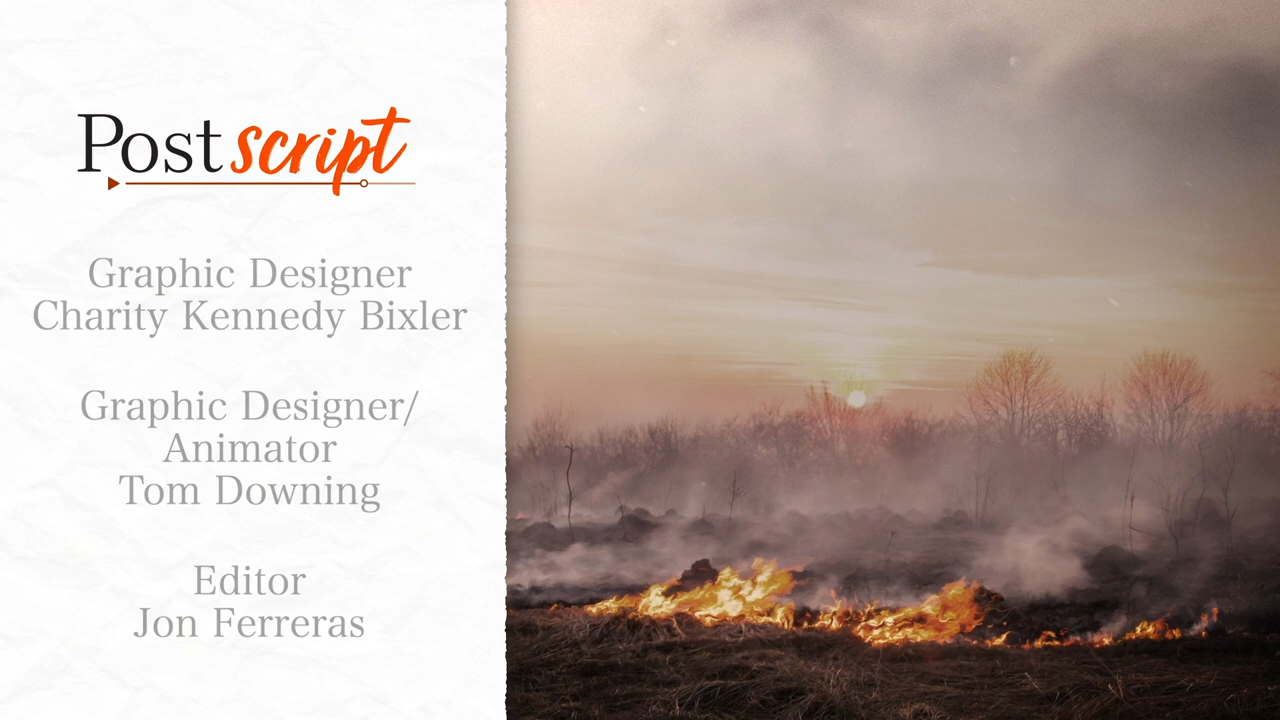 Postscript
Graphic Designer
Charity Kennedy Bixler
Graphic Designer/
Animator
Tom Downing
Editor
Jon Ferreras